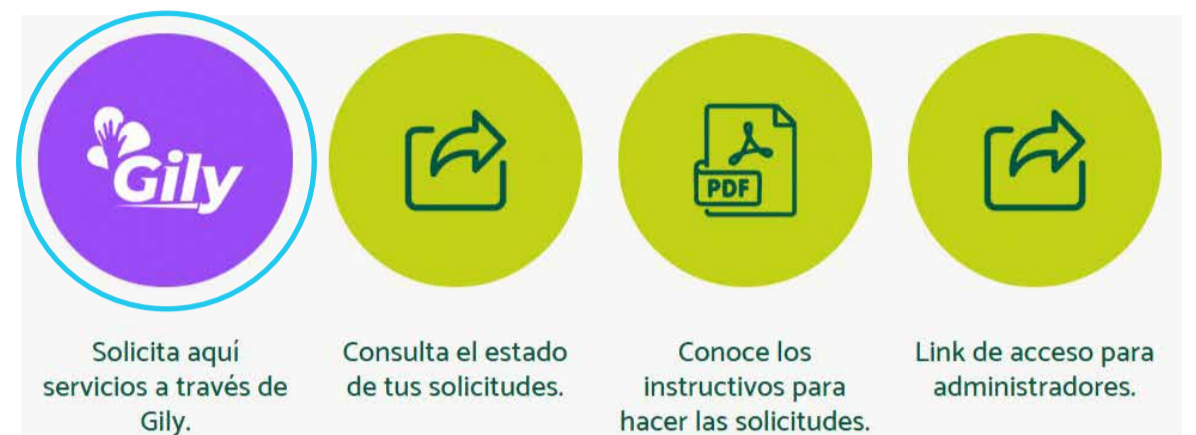 Gily
PDF
Solicita aquí
servicios a través de
Gily.
Consulta el estado
de tus solicitudes.
Conoce los
instructivos para
hacer las solicitudes.
Link de acceso para
administradores.